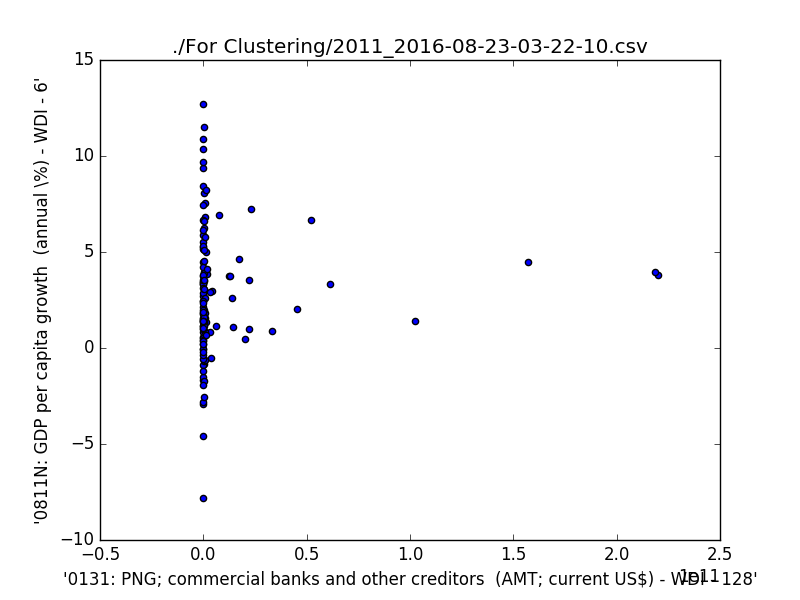 ./For Clustering/2011_2016-08-23-03-22-10.csv
15
10
5
0
−5
−10
'0811N: GDP per capita growth  (annual \%) - WDI - 6'
−0.5 0.0 0.5 1.0 1.5 2.0 2.5
1e11
'0131: PNG; commercial banks and other creditors  (AMT; current US$) - WDI - 128'